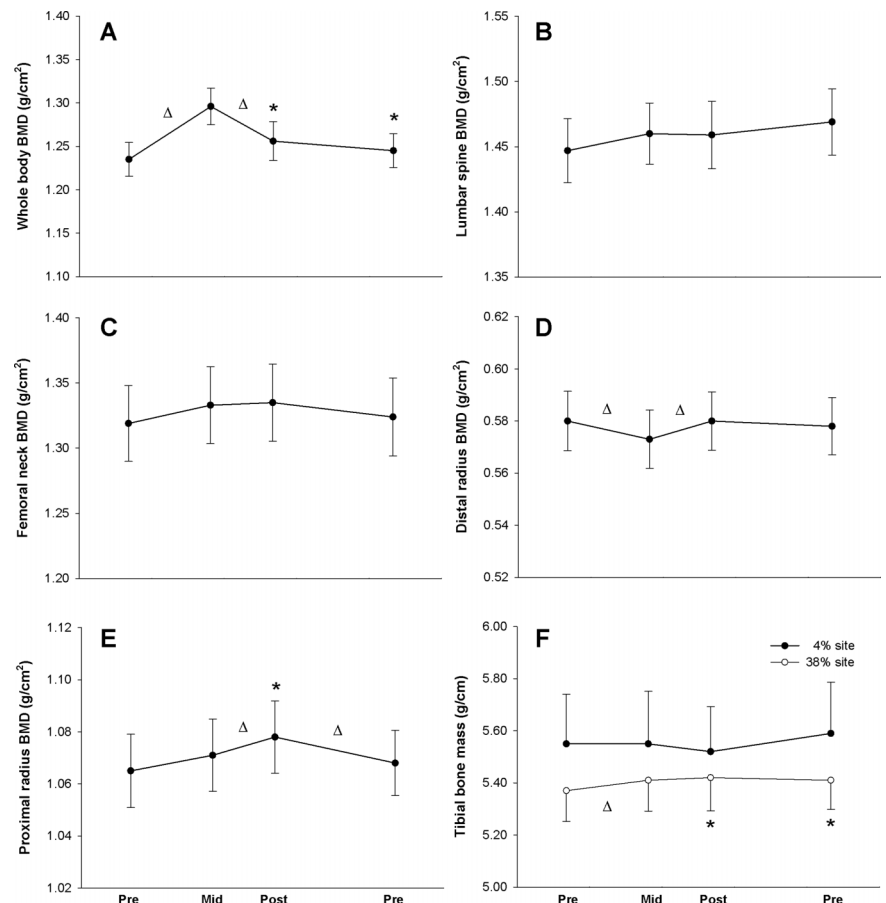 A
Whole body BMD (g/cm²)
1.40
1.35
1.30
1.25
1.20
1.15
1.10
Δ
Δ
*
*
B
Lumbar spine BMD (g/cm²)
1.55
1.50
1.45
1.40
1.35
C
Femoral neck BMD (g/cm²)
1.40
1.35
1.30
1.25
1.20
D
Distal radius BMD (g/cm²)
0.62
0.60
0.58
0.56
0.54
0.52
Δ
Δ
E
Proximal radius BMD (g/cm²)
1.12
1.10
1.08
1.06
1.04
1.02
Δ
*
Δ
Pre Mid Post Pre
F
Tibial bone mass (g/cm)
6.00
5.80
5.60
5.40
5.20
5.00
4% site
38% site
Δ
*
*
Pre Mid Post Pre